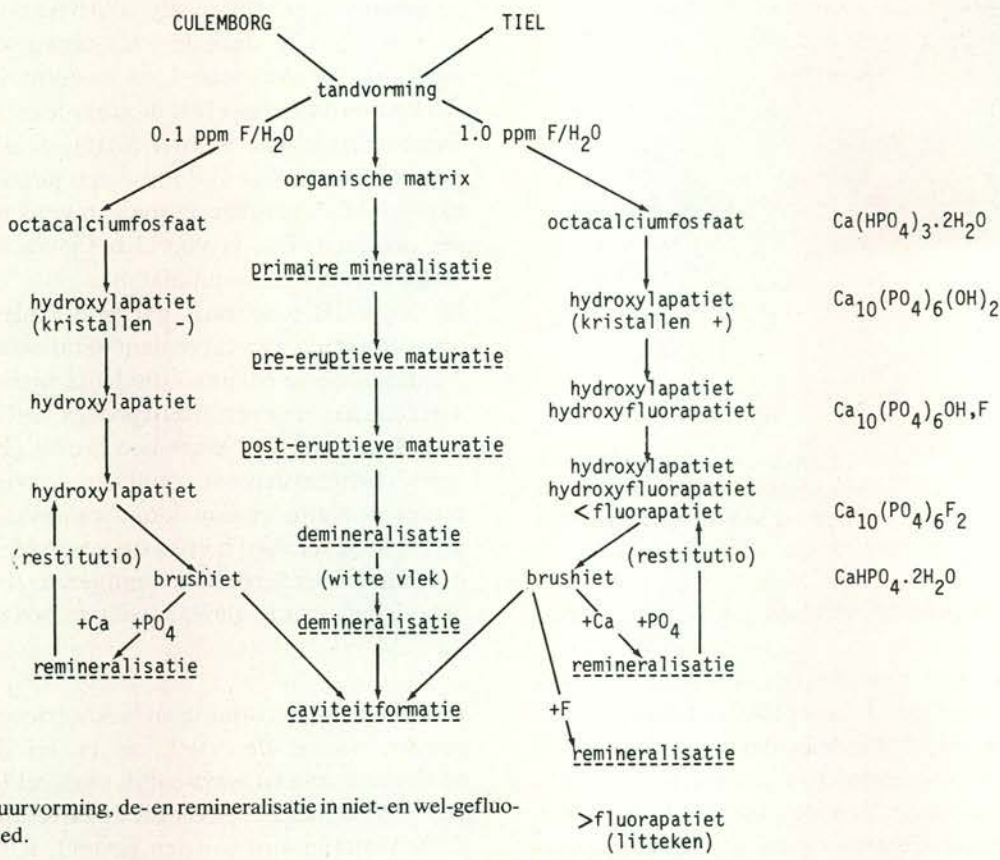 CULEMBORG TIEL
tandvorming
0.1 ppm F/H₂O 1.0 ppm F/H₂O
organische matrix
octacalciumfosfaat octacalciumfosfaat Ca(HPO₄)₃.2H₂O
primaire mineralisatie
hydroxylapatiet hydroxylapatiet Ca₁₀(PO₄)₆(OH)₂
(kristallen -) (kristallen +)
pre-eruptieve maturatie
hydroxylapatiet hydroxylapatiet
hydroxyfluorapatiet Ca₁₀(PO₄)₆OH,F
post-eruptieve maturatie
hydroxylapatiet hydroxylapatiet
hydroxyfluorapatiet
<fluorapatiet Ca₁₀(PO₄)₆F₂
demineralisatie
(restitutio) (restitutio)
brushiet (witte vlek) brushiet CaHPO₄.2H₂O
+Ca +PO₄ demineralisatie +Ca +PO₄
remineralisatie remineralisatie
caviteitformatie +F
remineralisatie
uurvorming, de- en remineralisatie in niet- en wel-gefluo-
ed.
>fluorapatiet
(litteken)